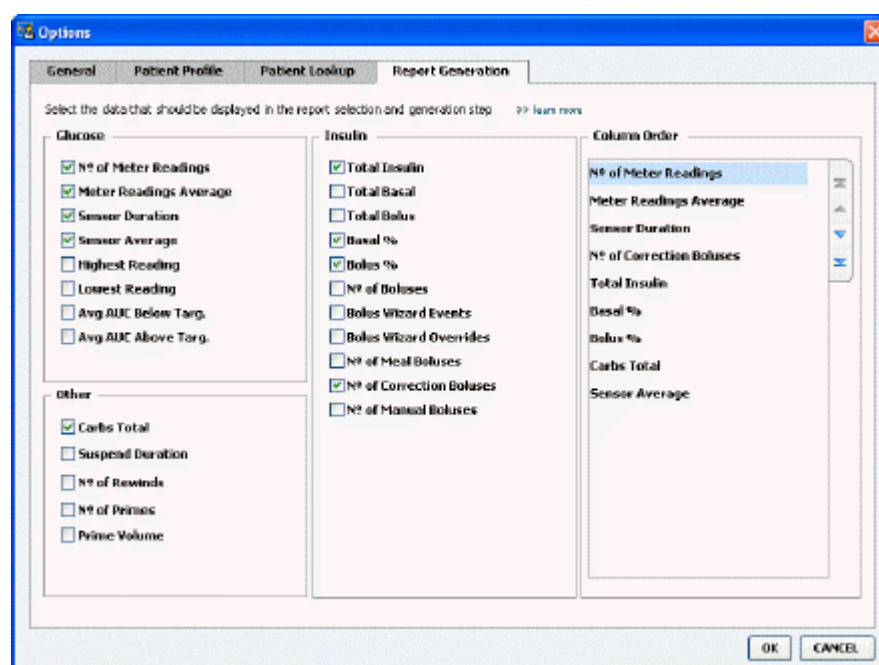 Options
General
Patient Profile
Patient Lookup
Report Generation
Select the data that should be displayed in the report selection and generation step
>> learn more
Glucose
Nº of Meter Readings
Meter Readings Average
Sensor Duration
Sensor Average
Highest Reading
Lowest Reading
Avg AUC Below Targ.
Avg AUC Above Targ.
Other
Carbs Total
Suspend Duration
Nº of Rewinds
Nº of Primes
Prime Volume
Insulin
Total Insulin
Total Basal
Total Bolus
Basal %
Bolus %
Nº of Boluses
Bolus Wizard Events
Bolus Wizard Overrides
Nº of Meal Boluses
Nº of Correction Boluses
Nº of Manual Boluses
Column Order
Nº of Meter Readings
Meter Readings Average
Sensor Duration
Nº of Correction Boluses
Total Insulin
Basal %
Bolus %
Carbs Total
Sensor Average
OK
CANCEL